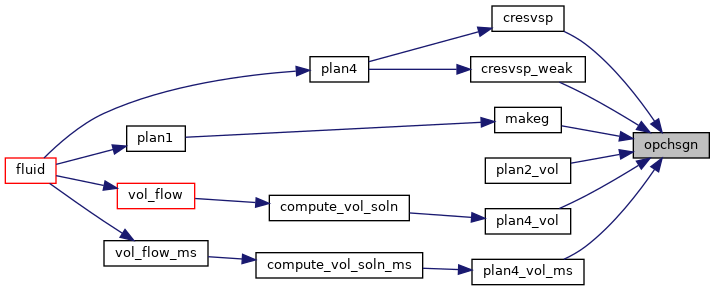 cresvsp
plan4
cresvsp_weak
makeg
plan1
opchsgn
fluid
plan2_vol
vol_flow
compute_vol_soln
plan4_vol
vol_flow_ms
compute_vol_soln_ms
plan4_vol_ms